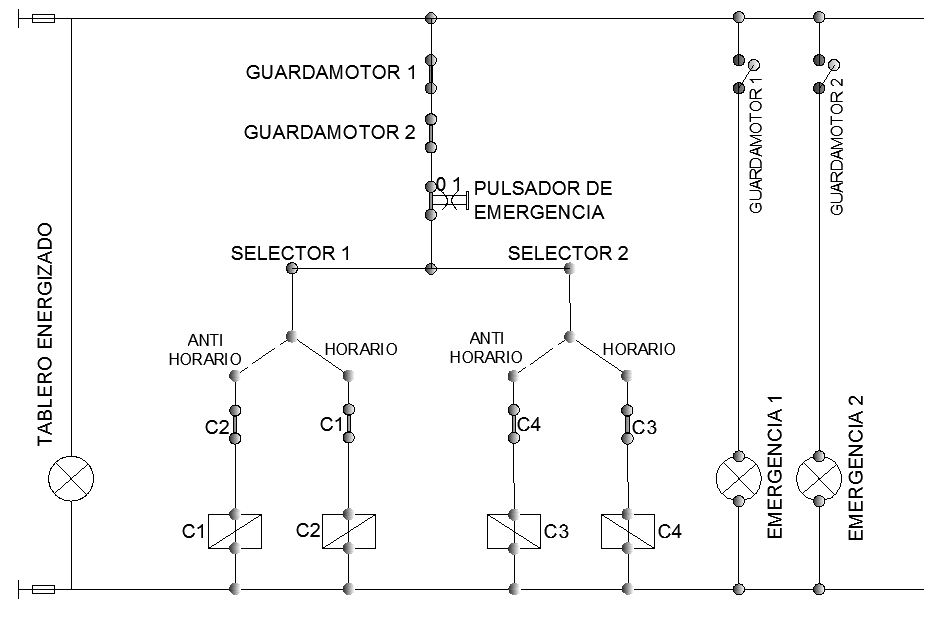 GUARDAMOTOR 1
GUARDAMOTOR 2
0 1
PULSADOR DE
EMERGENCIA
SELECTOR 1
SELECTOR 2
ANTI
HORARIO
HORARIO
ANTI
HORARIO
HORARIO
C2
C1
C4
C3
C1
C2
C3
C4
TABLERO ENERGIZADO
GUARDAMOTOR 1
GUARDAMOTOR 2
EMERGENCIA 1
EMERGENCIA 2